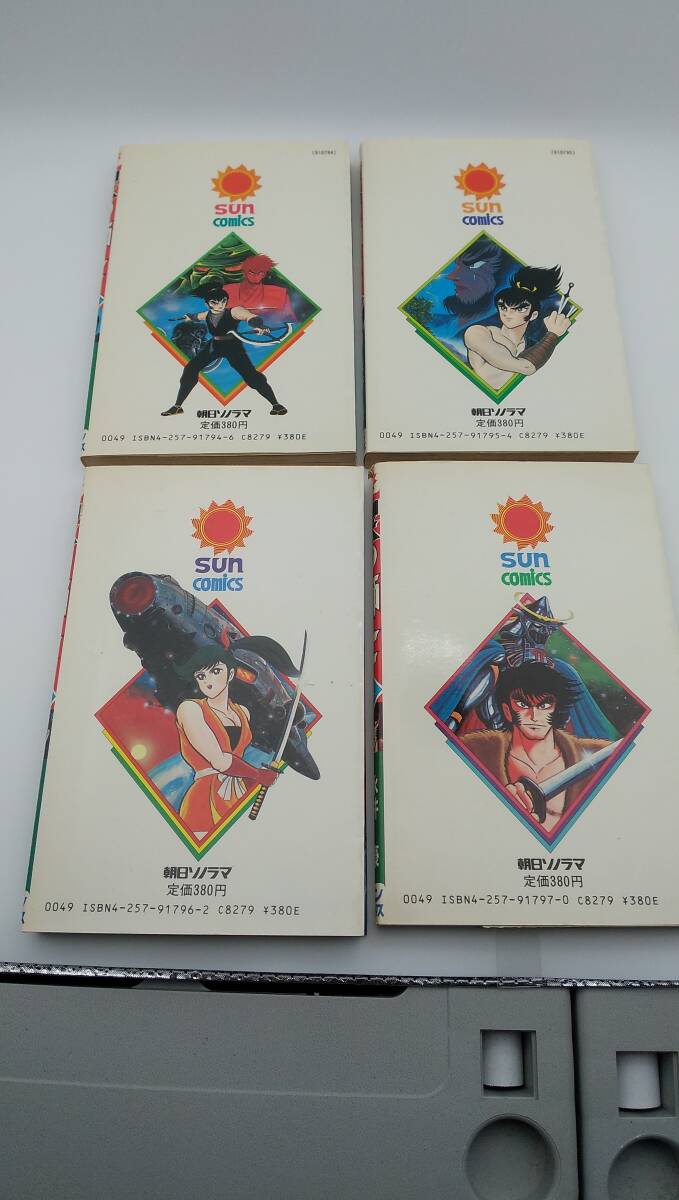 (910794)
sun
comics
朝日ソノラマ
定価380円
0049 ISBN4-257-91794-6 C8279 ¥380E
(910795)
sun
comics
朝日ソノラマ
定価380円
0049 ISBN4-257-91795-4 C8279 ¥380E
sun
comics
朝日ソノラマ
定価380円
0049 ISBN4-257-91796-2 C8279 ¥380E
sun
comics
朝日ソノラマ
定価380円
0049 ISBN4-257-91797-0 C8279 ¥380E